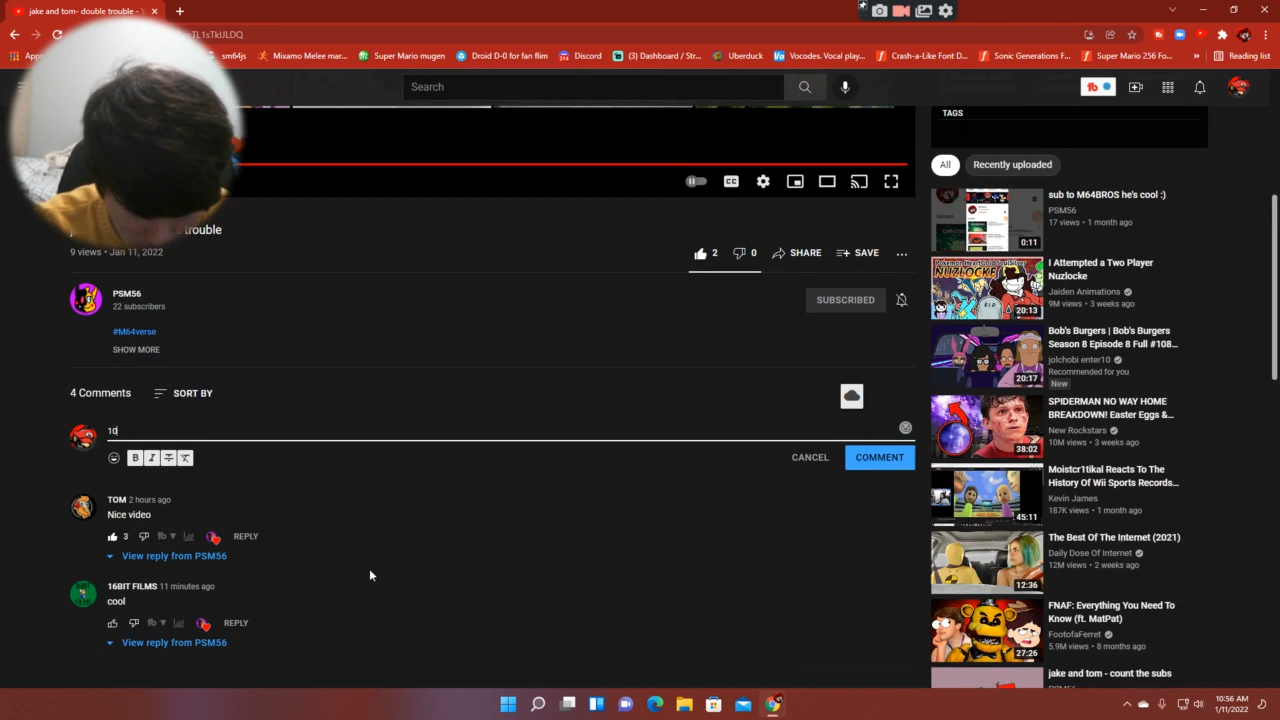 jake and tom- double trouble - Y
TL1sTkIJLDQ
Apps
sm64js
Mixamo Melee mar...
Super Mario mugen
Droid D-0 for fan flim
Discord
(3) Dashboard / Str...
Uberduck
Vocodes. Vocal play...
Crash-a-Like Font D...
Sonic Generations F...
Super Mario 256 Fo...
Reading list
Search
TAGS
All
Recently uploaded
CC
trouble
9 views • Jan 11, 2022
2
0
SHARE
SAVE
PSM56
22 subscribers
SUBSCRIBED
#M64verse
SHOW MORE
4 Comments
SORT BY
10
CANCEL
COMMENT
TOM 2 hours ago
Nice video
3
REPLY
View reply from PSM56
16BIT FILMS 11 minutes ago
cool
REPLY
View reply from PSM56
sub to M64BROS he's cool :)
PSM56
17 views • 1 month ago
0:11
I Attempted a Two Player
Nuzlocke
Jaiden Animations
9M views • 3 weeks ago
NUZLOCKE
20:13
Bob's Burgers | Bob's Burgers
Season 8 Episode 8 Full #108...
jolchobi enter10
Recommended for you
New
20:17
SPIDERMAN NO WAY HOME
BREAKDOWN! Easter Eggs &...
New Rockstars
10M views • 3 weeks ago
38:02
Moistcr1tikal Reacts To The
History Of Wii Sports Records...
Kevin James
187K views • 1 month ago
45:11
The Best Of The Internet (2021)
Daily Dose Of Internet
12M views • 2 weeks ago
12:36
FNAF: Everything You Need To
Know (ft. MatPat)
FootofaFerret
5.9M views • 8 months ago
27:26
jake and tom - count the subs
10:56 AM
1/11/2022